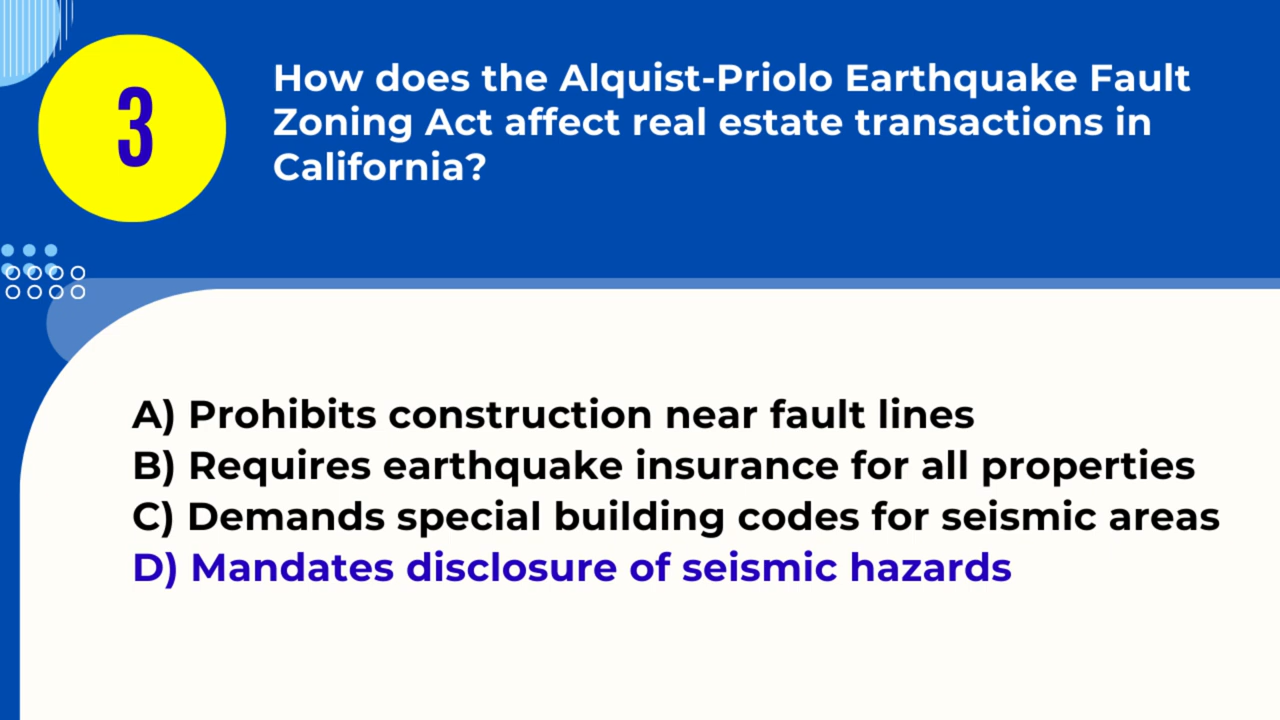 3
How does the Alquist-Priolo Earthquake Fault
Zoning Act affect real estate transactions in
California?
A) Prohibits construction near fault lines
B) Requires earthquake insurance for all properties
C) Demands special building codes for seismic areas
D) Mandates disclosure of seismic hazards